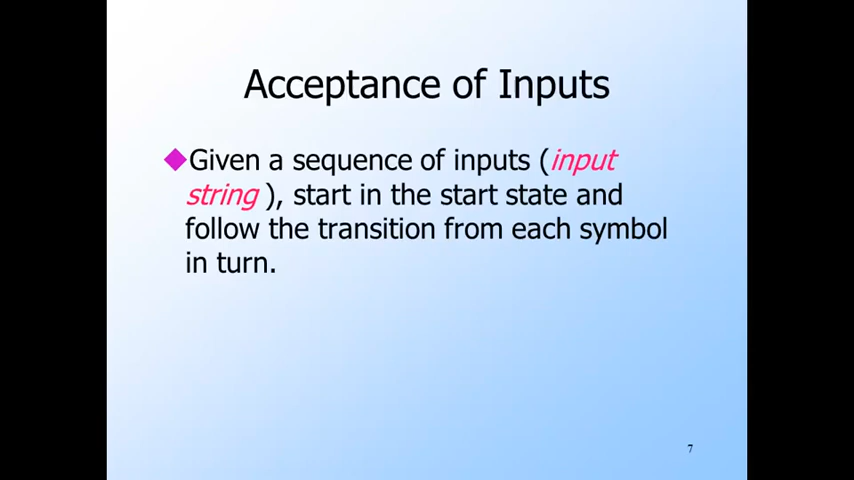 Acceptance of Inputs
Given a sequence of inputs (input
string ), start in the start state and
follow the transition from each symbol
in turn.
7